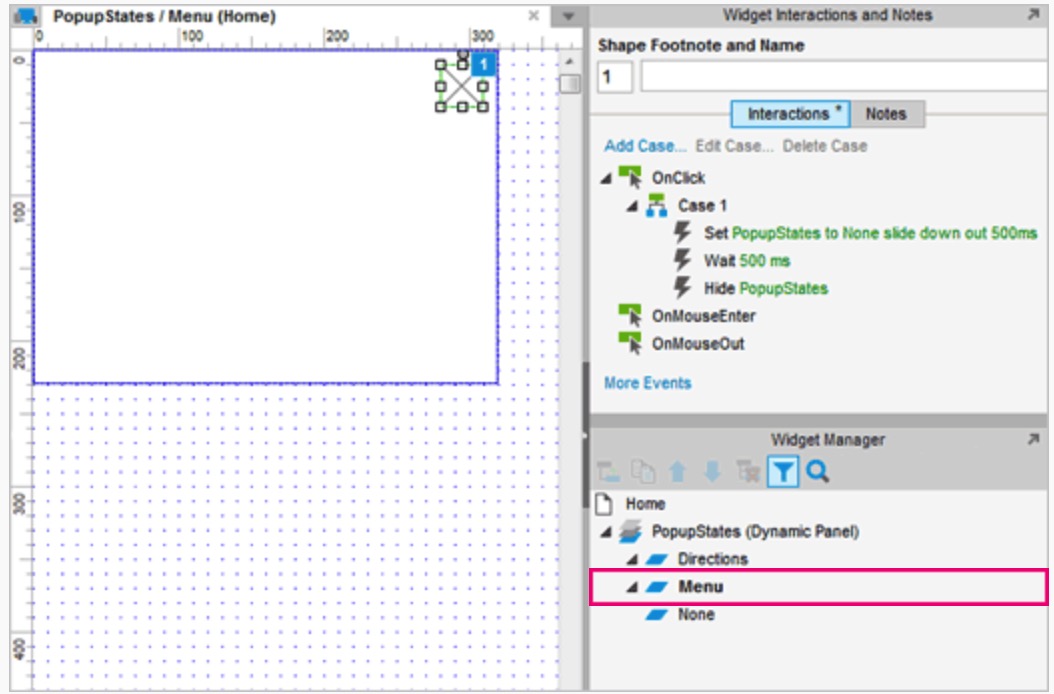 PopupStates / Menu (Home)
0 100 200 300
0
100
200
300
400
1
Widget Interactions and Notes
Shape Footnote and Name
1
Interactions * Notes
Add Case... Edit Case... Delete Case
OnClick
Case 1
Set PopupStates to None slide down out 500ms
Wait 500 ms
Hide PopupStates
OnMouseEnter
OnMouseOut
More Events
Widget Manager
Home
PopupStates (Dynamic Panel)
Directions
Menu
None